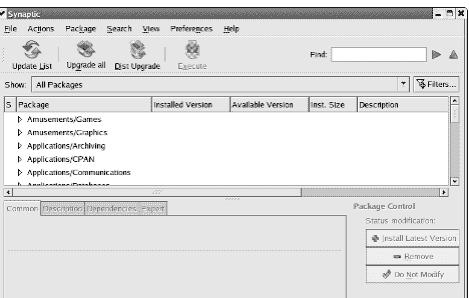 Synaptic
File Actions Package Search View Preferences Help
Update List Upgrade all Dist Upgrade Execute Find:
Show: All Packages Filters...
S Package Installed Version Available Version Inst. Size Description
Amusements/Games
Amusements/Graphics
Applications/Archiving
Applications/CPAN
Applications/Communications
Applications/Databases
Common Description Dependencies Expert Package Control
Status modification:
Install Latest Version
Remove
Do Not Modify